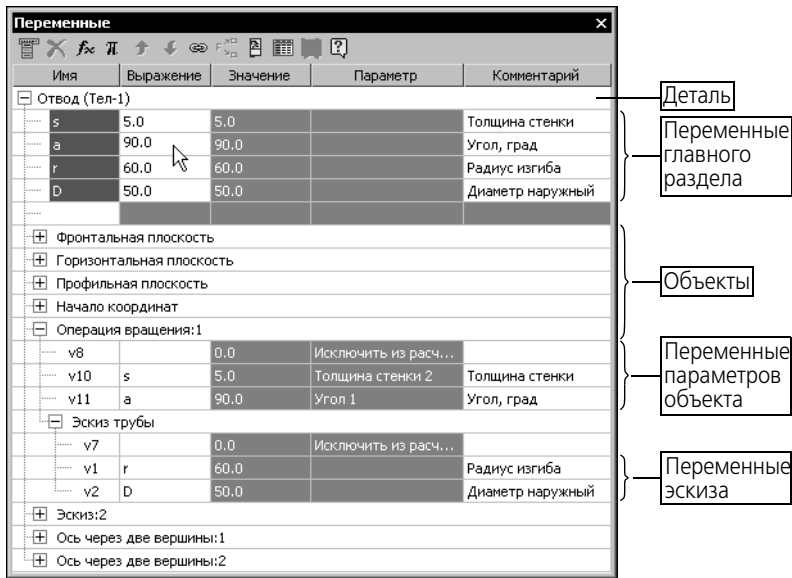 Переменные
Имя Выражение Значение Параметр Комментарий
Отвод (Тел-1)
s 5.0 5.0 Толщина стенки
a 90.0 90.0 Угол, град
r 60.0 60.0 Радиус изгиба
D 50.0 50.0 Диаметр наружный
Фронтальная плоскость
Горизонтальная плоскость
Профильная плоскость
Начало координат
Операция вращения:1
v8 0.0 Исключить из расч...
v10 s 5.0 Толщина стенки 2 Толщина стенки
v11 a 90.0 Угол 1 Угол, град
Эскиз трубы
v7 0.0 Исключить из расч...
v1 r 60.0 Радиус изгиба
v2 D 50.0 Диаметр наружный
Эскиз:2
Ось через две вершины:1
Ось через две вершины:2
Деталь
Переменные
главного
раздела
Объекты
Переменные
параметров
объекта
Переменные
эскиза